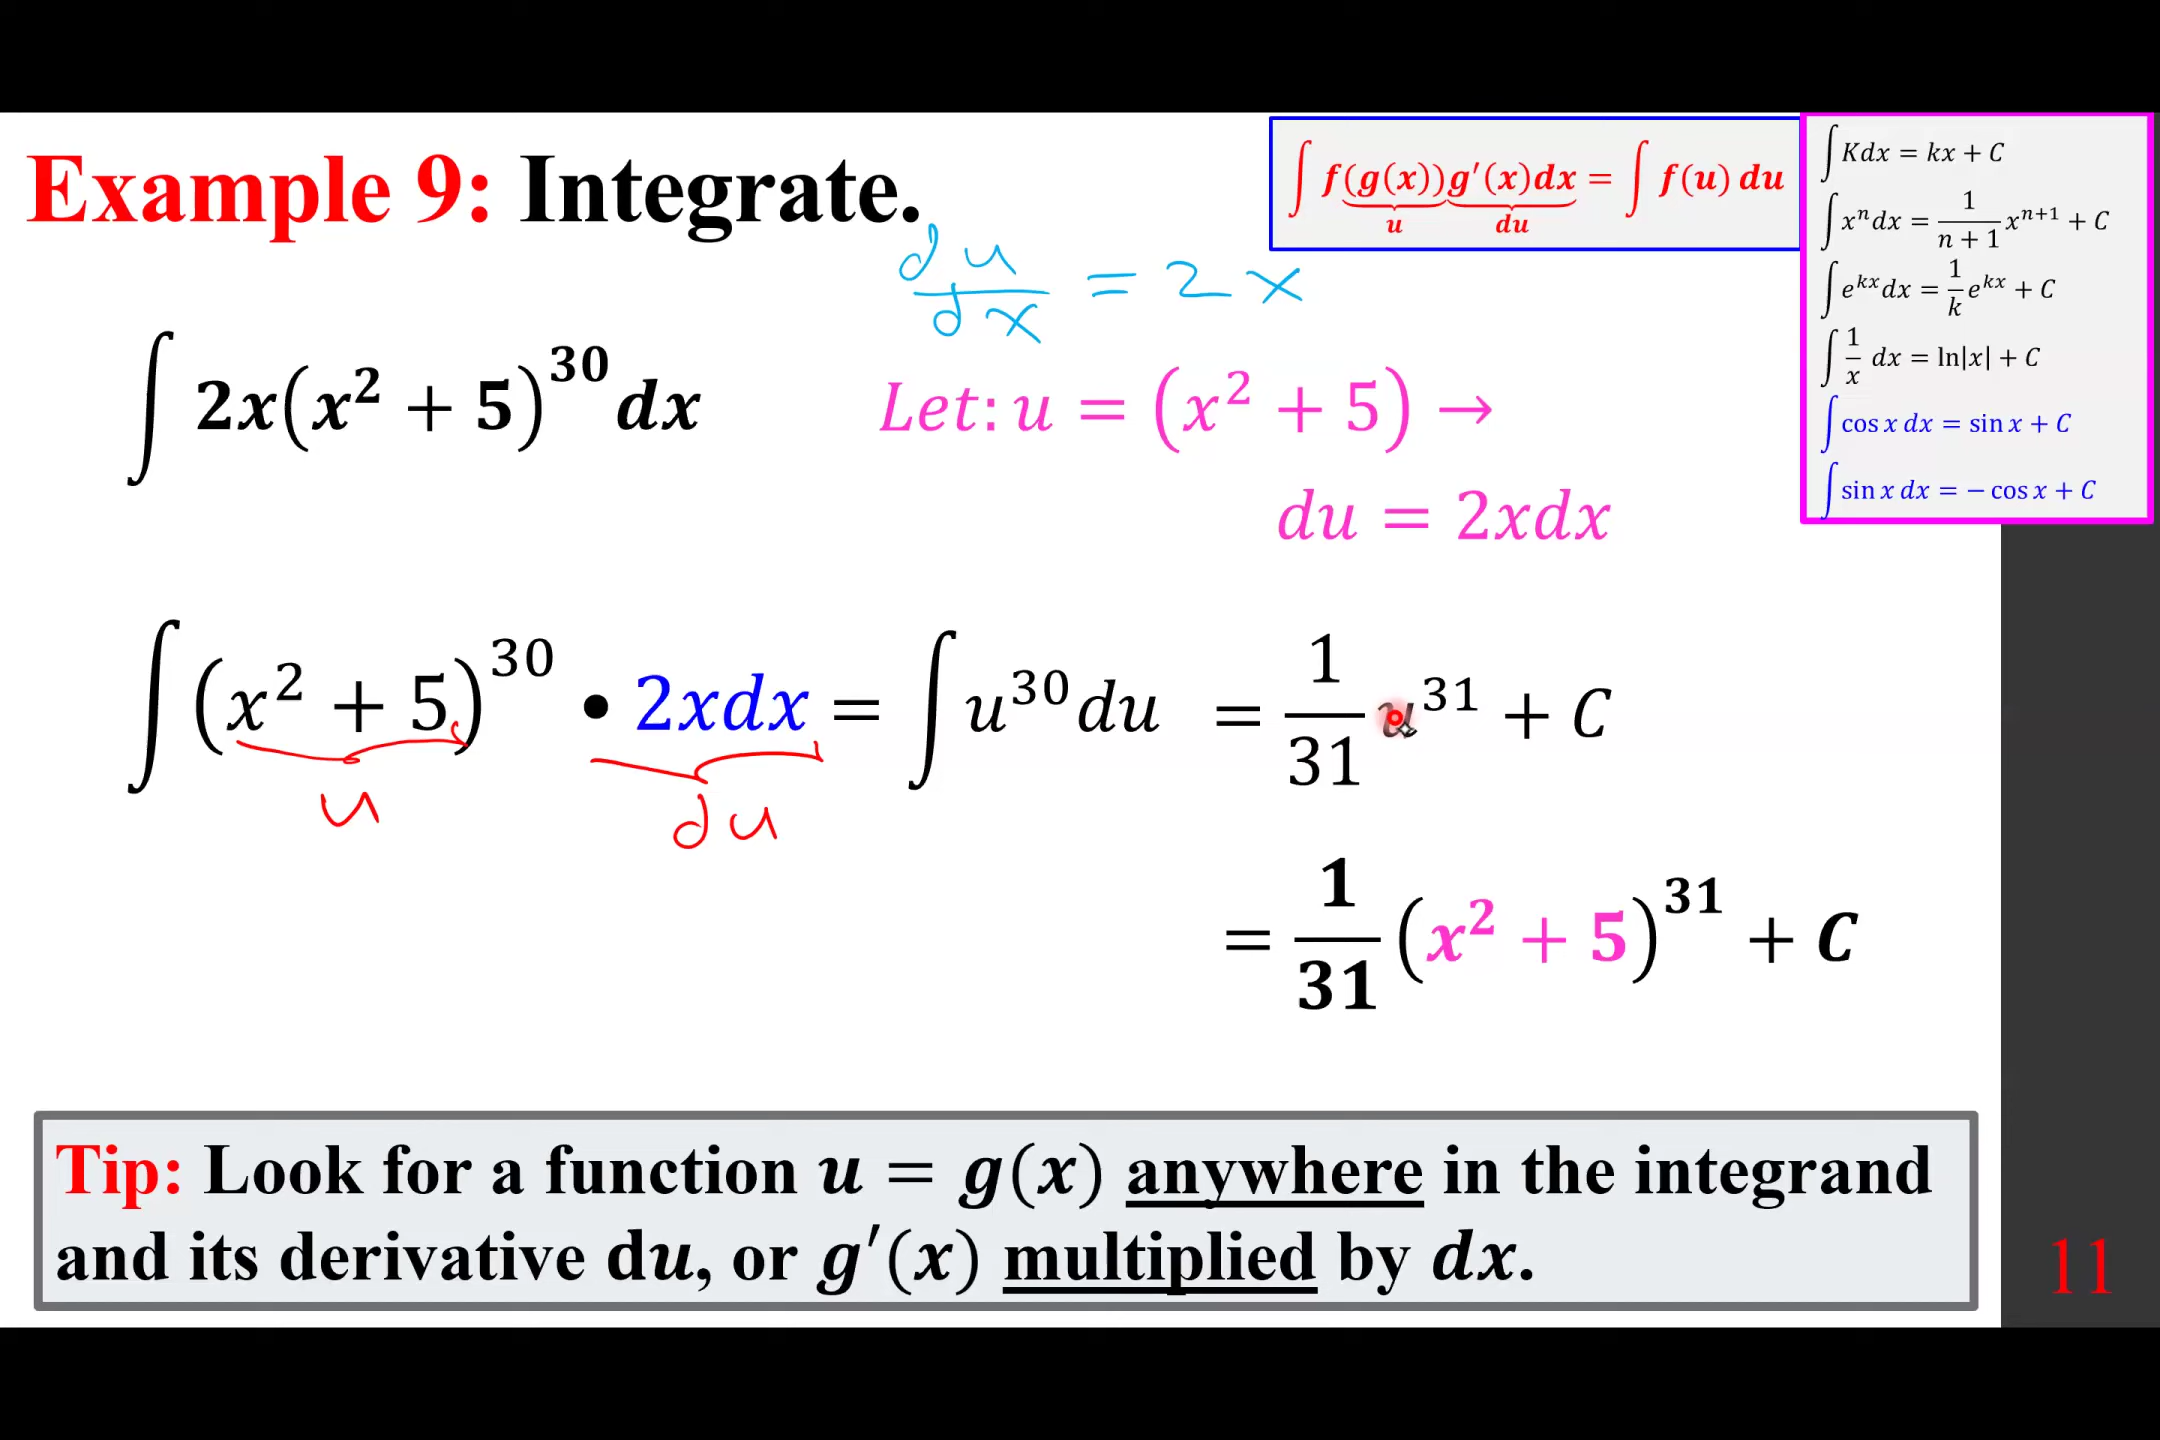 Example 9: Integrate.
∫ f(g(x))g′(x)dx = ∫ f(u) du
u du
∫ Kdx = kx + C
∫ xⁿdx = 1/(n + 1) xⁿ⁺¹ + C
∫ eᵏˣdx = 1/k eᵏˣ + C
∫ 1/x dx = ln|x| + C
∫ cos x dx = sin x + C
∫ sin x dx = − cos x + C
du/dx = 2x
∫ 2x(x² + 5)³⁰ dx
Let: u = (x² + 5) →
du = 2xdx
∫ (x² + 5)³⁰ • 2xdx = ∫ u³⁰du = 1/31 u³¹ + C
u du
= 1/31 (x² + 5)³¹ + C
Tip: Look for a function u = g(x) anywhere in the integrand
and its derivative du, or g′(x) multiplied by dx.
11